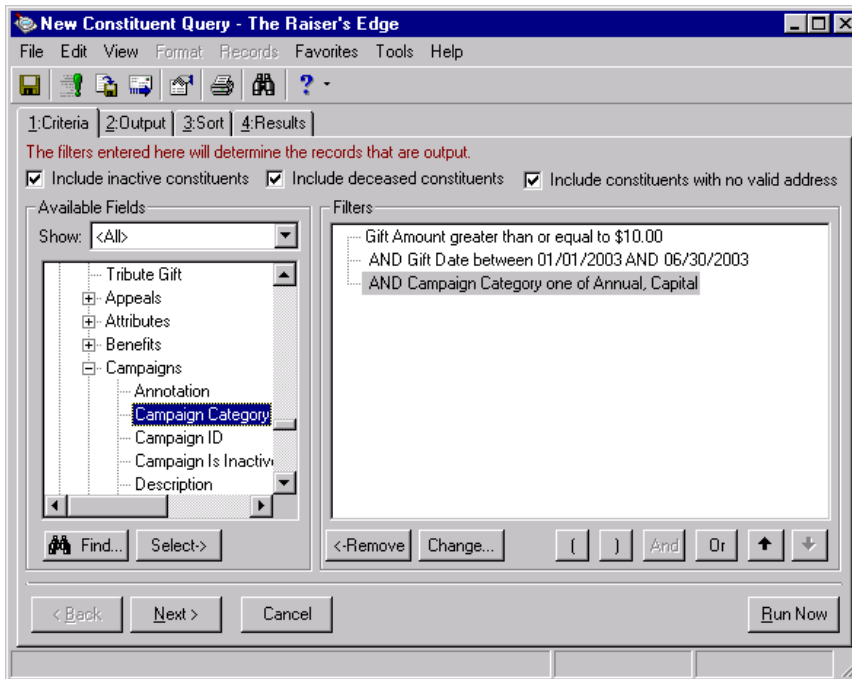 New Constituent Query - The Raiser's Edge
File Edit View Format Records Favorites Tools Help
1:Criteria 2:Output 3:Sort 4:Results
The filters entered here will determine the records that are output.
Include inactive constituents Include deceased constituents Include constituents with no valid address
Available Fields
Show: <All>
Tribute Gift
Appeals
Attributes
Benefits
Campaigns
Annotation
Campaign Category
Campaign ID
Campaign Is Inactiv
Description
Find... Select->
Filters
Gift Amount greater than or equal to $10.00
AND Gift Date between 01/01/2003 AND 06/30/2003
AND Campaign Category one of Annual, Capital
<-Remove Change... ( ) And Or
< Back Next > Cancel Run Now